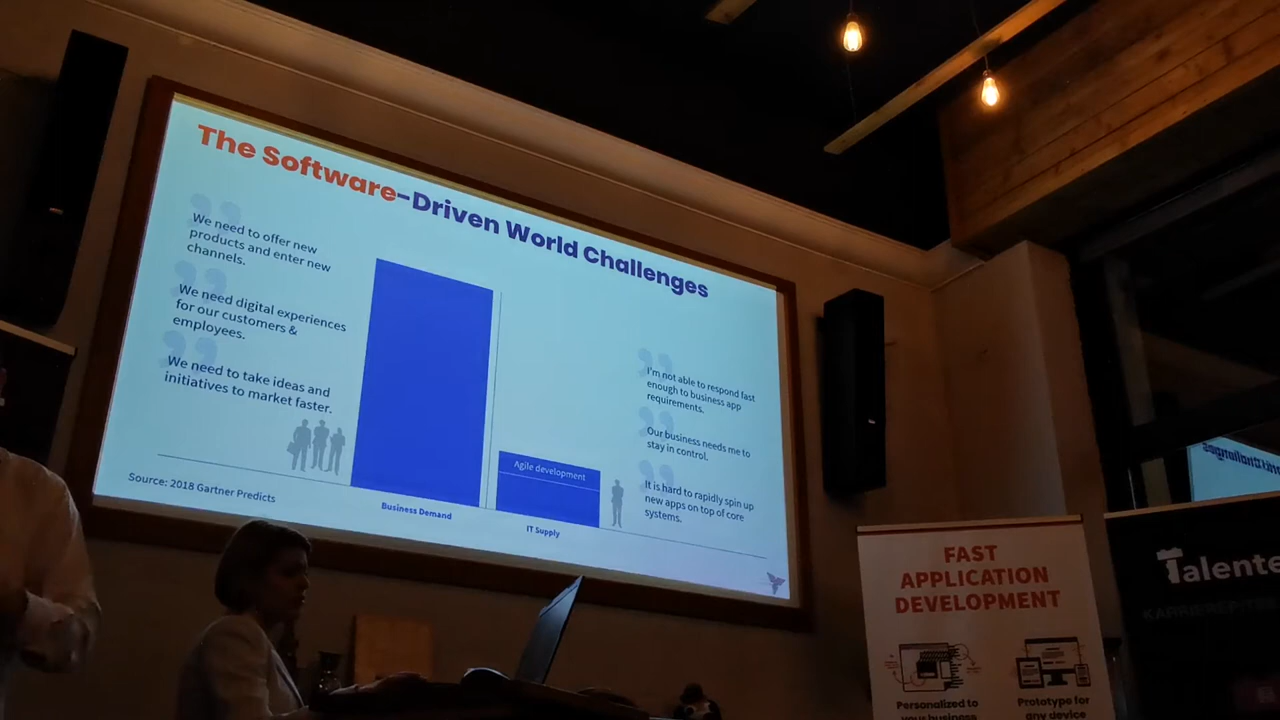 The Software-Driven World Challenges
We need to offer new
products and enter new
channels.
We need digital experiences
for our customers &
employees.
We need to take ideas and
initiatives to market faster.
Source: 2018 Gartner Predicts
Business Demand
Agile development
IT Supply
I'm not able to respond fast
enough to business app
requirements.
Our business needs me to
stay in control.
It is hard to rapidly spin up
new apps on top of core
systems.
FAST
APPLICATION
DEVELOPMENT
Personalized to
your business
Prototype for
any device
Talente